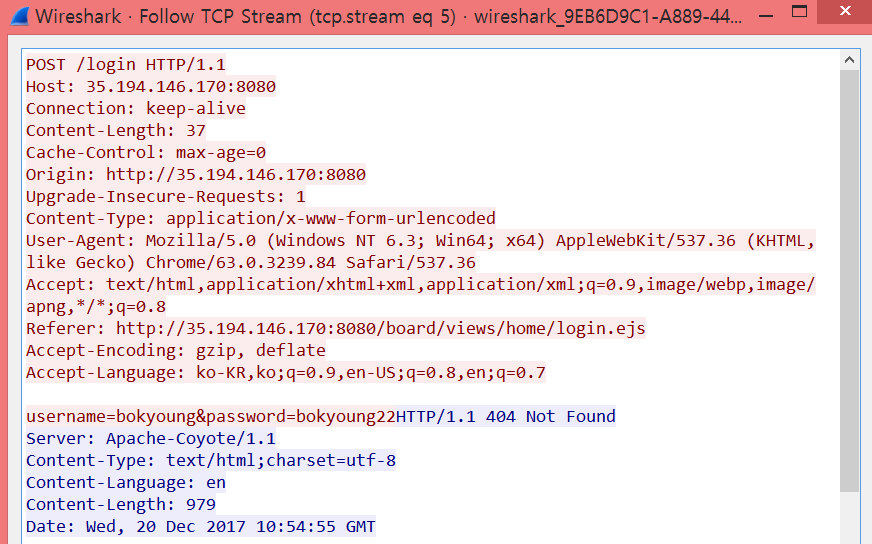 Wireshark · Follow TCP Stream (tcp.stream eq 5) · wireshark_9EB6D9C1-A889-44...
POST /login HTTP/1.1
Host: 35.194.146.170:8080
Connection: keep-alive
Content-Length: 37
Cache-Control: max-age=0
Origin: http://35.194.146.170:8080
Upgrade-Insecure-Requests: 1
Content-Type: application/x-www-form-urlencoded
User-Agent: Mozilla/5.0 (Windows NT 6.3; Win64; x64) AppleWebKit/537.36 (KHTML,
like Gecko) Chrome/63.0.3239.84 Safari/537.36
Accept: text/html,application/xhtml+xml,application/xml;q=0.9,image/webp,image/
apng,*/*;q=0.8
Referer: http://35.194.146.170:8080/board/views/home/login.ejs
Accept-Encoding: gzip, deflate
Accept-Language: ko-KR,ko;q=0.9,en-US;q=0.8,en;q=0.7
username=bokyoung&password=bokyoung22HTTP/1.1 404 Not Found
Server: Apache-Coyote/1.1
Content-Type: text/html;charset=utf-8
Content-Language: en
Content-Length: 979
Date: Wed, 20 Dec 2017 10:54:55 GMT